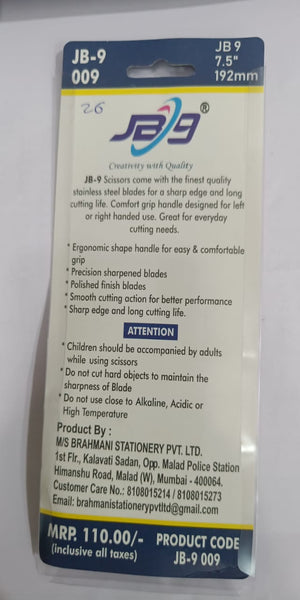 JB-9
009
JB 9
7.5"
192mm
26
JB9®
Creativity with Quality
JB-9 Scissors come with the finest quality
stainless steel blades for a sharp edge and long
cutting life. Comfort grip handle designed for left
or right handed use. Great for everyday
cutting needs.
* Ergonomic shape handle for easy & comfortable
grip
* Precision sharpened blades
* Polished finish blades
* Smooth cutting action for better performance
* Sharp edge and long cutting life.
ATTENTION
* Children should be accompanied by adults
while using scissors
* Do not cut hard objects to maintain the
sharpness of Blade
* Do not use close to Alkaline, Acidic or
High Temperature
Product By :
M/S BRAHMANI STATIONERY PVT. LTD.
1st Flr., Kalavati Sadan, Opp. Malad Police Station
Himanshu Road, Malad (W), Mumbai - 400064.
Customer Care No.: 8108015214 / 8108015273
Email: brahmanistationerypvtltd@gmail.com
MRP. 110.00/-
(inclusive all taxes)
PRODUCT CODE
JB-9 009